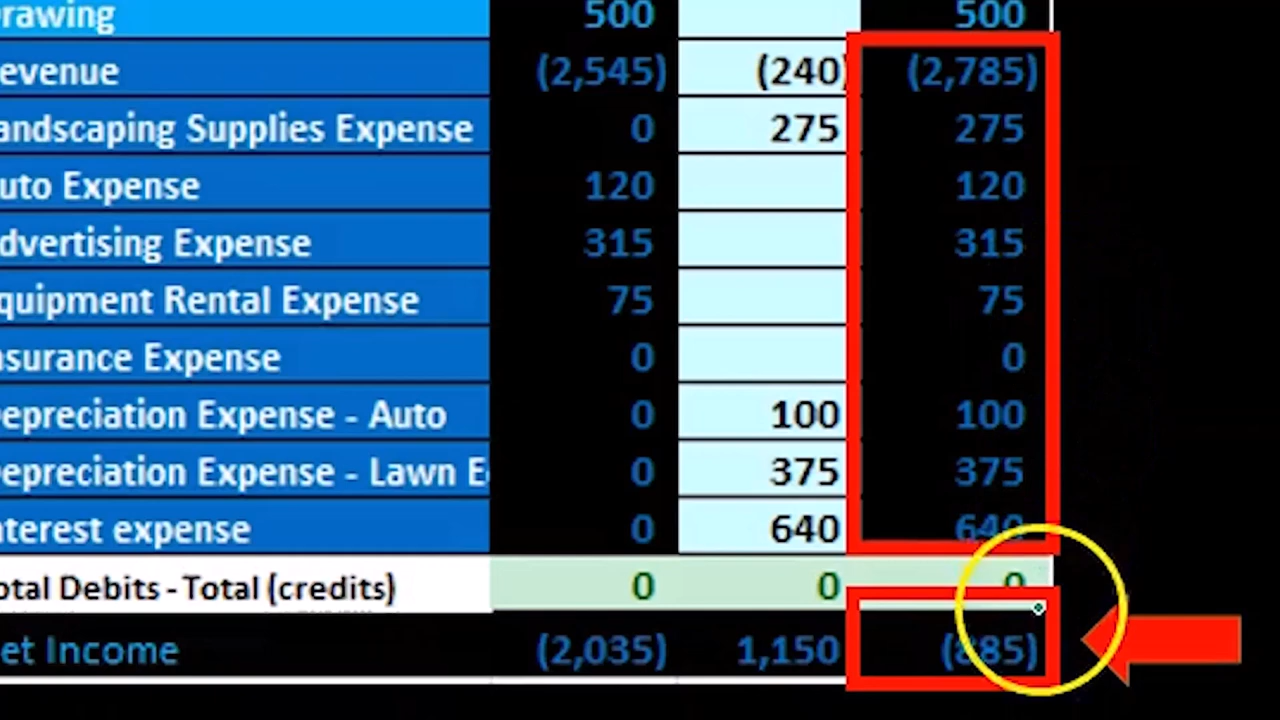 rawing 500 500
evenue (2,545) (240) (2,785)
andscaping Supplies Expense 0 275 275
uto Expense 120 120
dvertising Expense 315 315
quipment Rental Expense 75 75
nsurance Expense 0 0
epreciation Expense - Auto 0 100 100
epreciation Expense - Lawn E 0 375 375
nterest expense 0 640 640
otal Debits - Total (credits) 0 0 0
et Income (2,035) 1,150 (885)